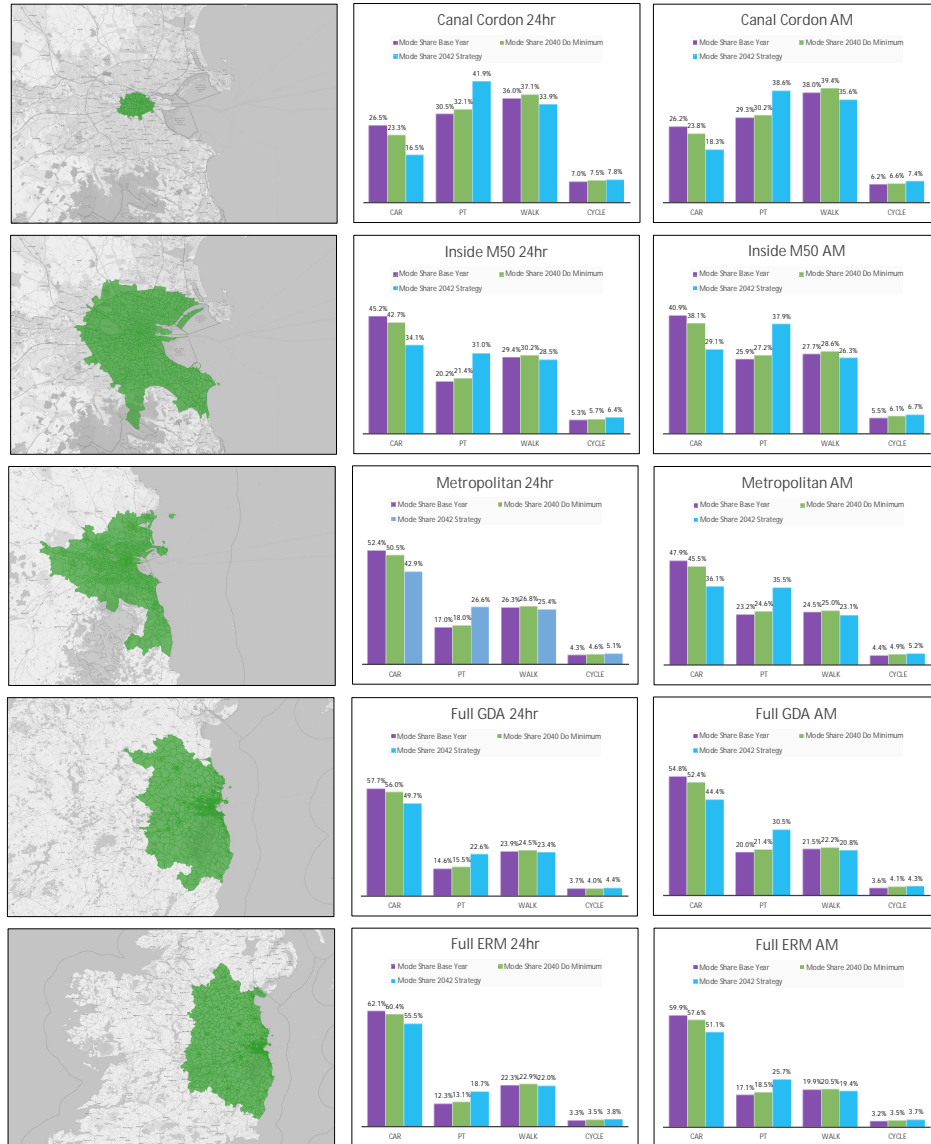 Canal Cordon 24hr
Mode Share Base Year Mode Share 2040 Do Minimum
Mode Share 2042 Strategy
26.5% 23.3% 16.5% 30.5% 32.1% 41.9% 36.0% 37.1% 33.9% 7.0% 7.5% 7.8%
CAR PT WALK CYCLE
Canal Cordon AM
Mode Share Base Year Mode Share 2040 Do Minimum
Mode Share 2042 Strategy
26.2% 23.8% 18.3% 29.3% 30.2% 38.6% 38.0% 39.4% 35.6% 6.2% 6.6% 7.4%
CAR PT WALK CYCLE
Inside M50 24hr
Mode Share Base Year Mode Share 2040 Do Minimum
Mode Share 2042 Strategy
45.2% 42.7% 34.1% 20.2% 21.4% 31.0% 29.4% 30.2% 28.5% 5.3% 5.7% 6.4%
CAR PT WALK CYCLE
Inside M50 AM
Mode Share Base Year Mode Share 2040 Do Minimum
Mode Share 2042 Strategy
40.9% 38.1% 29.1% 25.9% 27.2% 37.9% 27.7% 28.6% 26.3% 5.5% 6.1% 6.7%
CAR PT WALK CYCLE
Metropolitan 24hr
Mode Share Base Year Mode Share 2040 Do Minimum
Mode Share 2042 Strategy
52.4% 50.5% 42.9% 17.0% 18.0% 26.6% 26.3% 26.8% 25.4% 4.3% 4.6% 5.1%
CAR PT WALK CYCLE
Metropolitan AM
Mode Share Base Year Mode Share 2040 Do Minimum
Mode Share 2042 Strategy
47.9% 45.5% 36.1% 23.2% 24.6% 35.5% 24.5% 25.0% 23.1% 4.4% 4.9% 5.2%
CAR PT WALK CYCLE
Full GDA 24hr
Mode Share Base Year Mode Share 2040 Do Minimum
Mode Share 2042 Strategy
57.7% 56.0% 49.7% 14.6% 15.5% 22.6% 23.9% 24.5% 23.4% 3.7% 4.0% 4.4%
CAR PT WALK CYCLE
Full GDA AM
Mode Share Base Year Mode Share 2040 Do Minimum
Mode Share 2042 Strategy
54.8% 52.4% 44.4% 20.0% 21.4% 30.5% 21.5% 22.2% 20.8% 3.6% 4.1% 4.3%
CAR PT WALK CYCLE
Full ERM 24hr
Mode Share Base Year Mode Share 2040 Do Minimum
Mode Share 2042 Strategy
62.1% 60.4% 55.5% 12.3% 13.1% 18.7% 22.3% 22.9% 22.0% 3.3% 3.5% 3.8%
CAR PT WALK CYCLE
Full ERM AM
Mode Share Base Year Mode Share 2040 Do Minimum
Mode Share 2042 Strategy
59.9% 57.6% 51.1% 17.1% 18.5% 25.7% 19.9% 20.5% 19.4% 3.2% 3.5% 3.7%
CAR PT WALK CYCLE